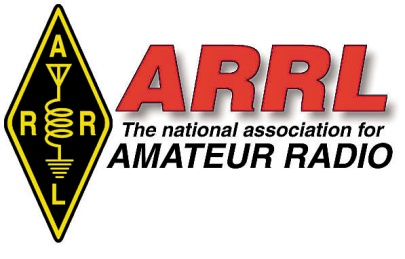 A
R R
L
ARRL
The national association for
AMATEUR RADIO